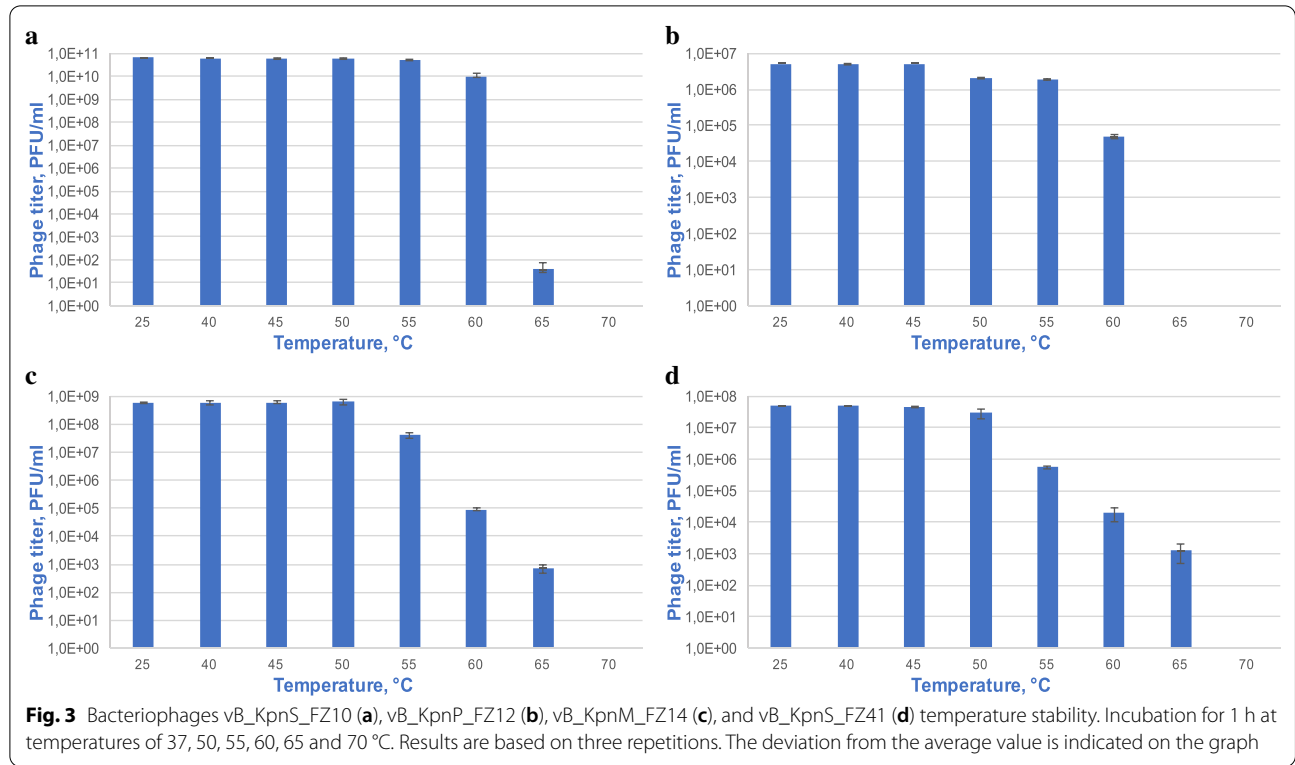 a
1,0E+11
1,0E+10
1,0E+09
1,0E+08
1,0E+07
1,0E+06
1,0E+05
1,0E+04
1,0E+03
1,0E+02
1,0E+01
1,0E+00
Phage titer, PFU/ml
25 40 45 50 55 60 65 70
Temperature, °C
b
1,0E+07
1,0E+06
1,0E+05
1,0E+04
1,0E+03
1,0E+02
1,0E+01
1,0E+00
Phage titer, PFU/ml
25 40 45 50 55 60 65 70
Temperature, °C
c
1,0E+09
1,0E+08
1,0E+07
1,0E+06
1,0E+05
1,0E+04
1,0E+03
1,0E+02
1,0E+01
1,0E+00
Phage titer, PFU/ml
25 40 45 50 55 60 65 70
Temperature, °C
d
1,0E+08
1,0E+07
1,0E+06
1,0E+05
1,0E+04
1,0E+03
1,0E+02
1,0E+01
1,0E+00
Phage titer, PFU/ml
25 40 45 50 55 60 65 70
Temperature, °C
Fig. 3 Bacteriophages vB_KpnS_FZ10 (a), vB_KpnP_FZ12 (b), vB_KpnM_FZ14 (c), and vB_KpnS_FZ41 (d) temperature stability. Incubation for 1 h at
temperatures of 37, 50, 55, 60, 65 and 70 °C. Results are based on three repetitions. The deviation from the average value is indicated on the graph